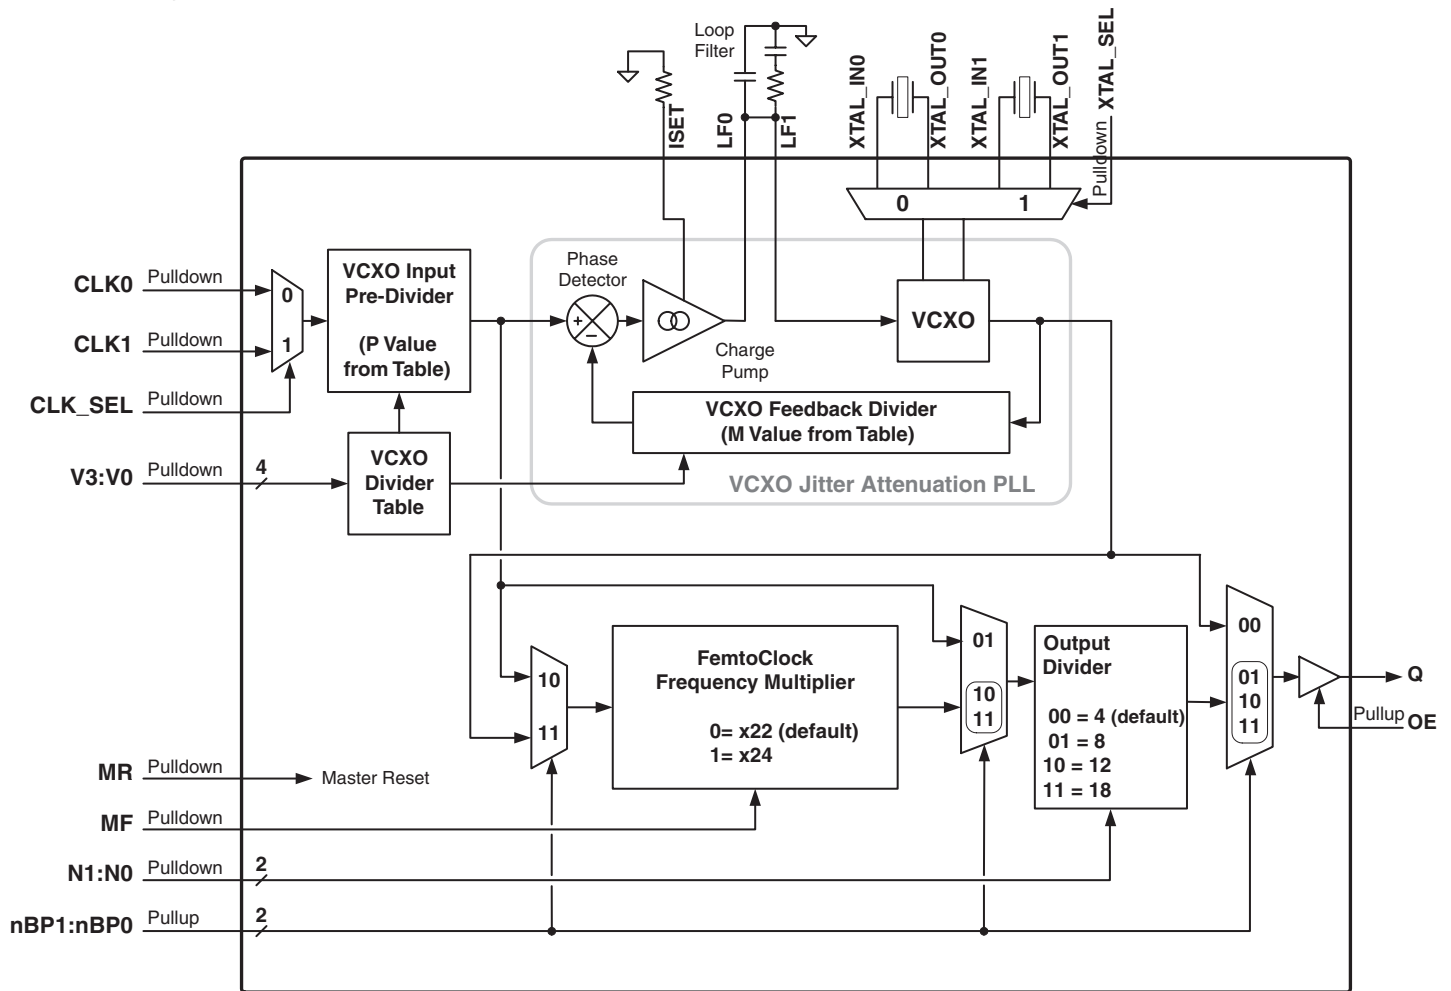 Loop
Filter
ISET
LF0
LF1
XTAL_IN0
XTAL_OUT0
XTAL_IN1
XTAL_OUT1
Pulldown XTAL_SEL
0 1
CLK0 Pulldown
CLK1 Pulldown
CLK_SEL Pulldown
V3:V0 Pulldown 4
0
1
VCXO Input
Pre-Divider
(P Value
from Table)
VCXO
Divider
Table
Phase
Detector
+
–
Charge
Pump
VCXO
VCXO Feedback Divider
(M Value from Table)
VCXO Jitter Attenuation PLL
10
11
FemtoClock
Frequency Multiplier
0= x22 (default)
1= x24
01
10
11
Output
Divider
00 = 4 (default)
01 = 8
10 = 12
11 = 18
00
01
10
11
Q
Pullup OE
MR Pulldown Master Reset
MF Pulldown
N1:N0 Pulldown 2
nBP1:nBP0 Pullup 2